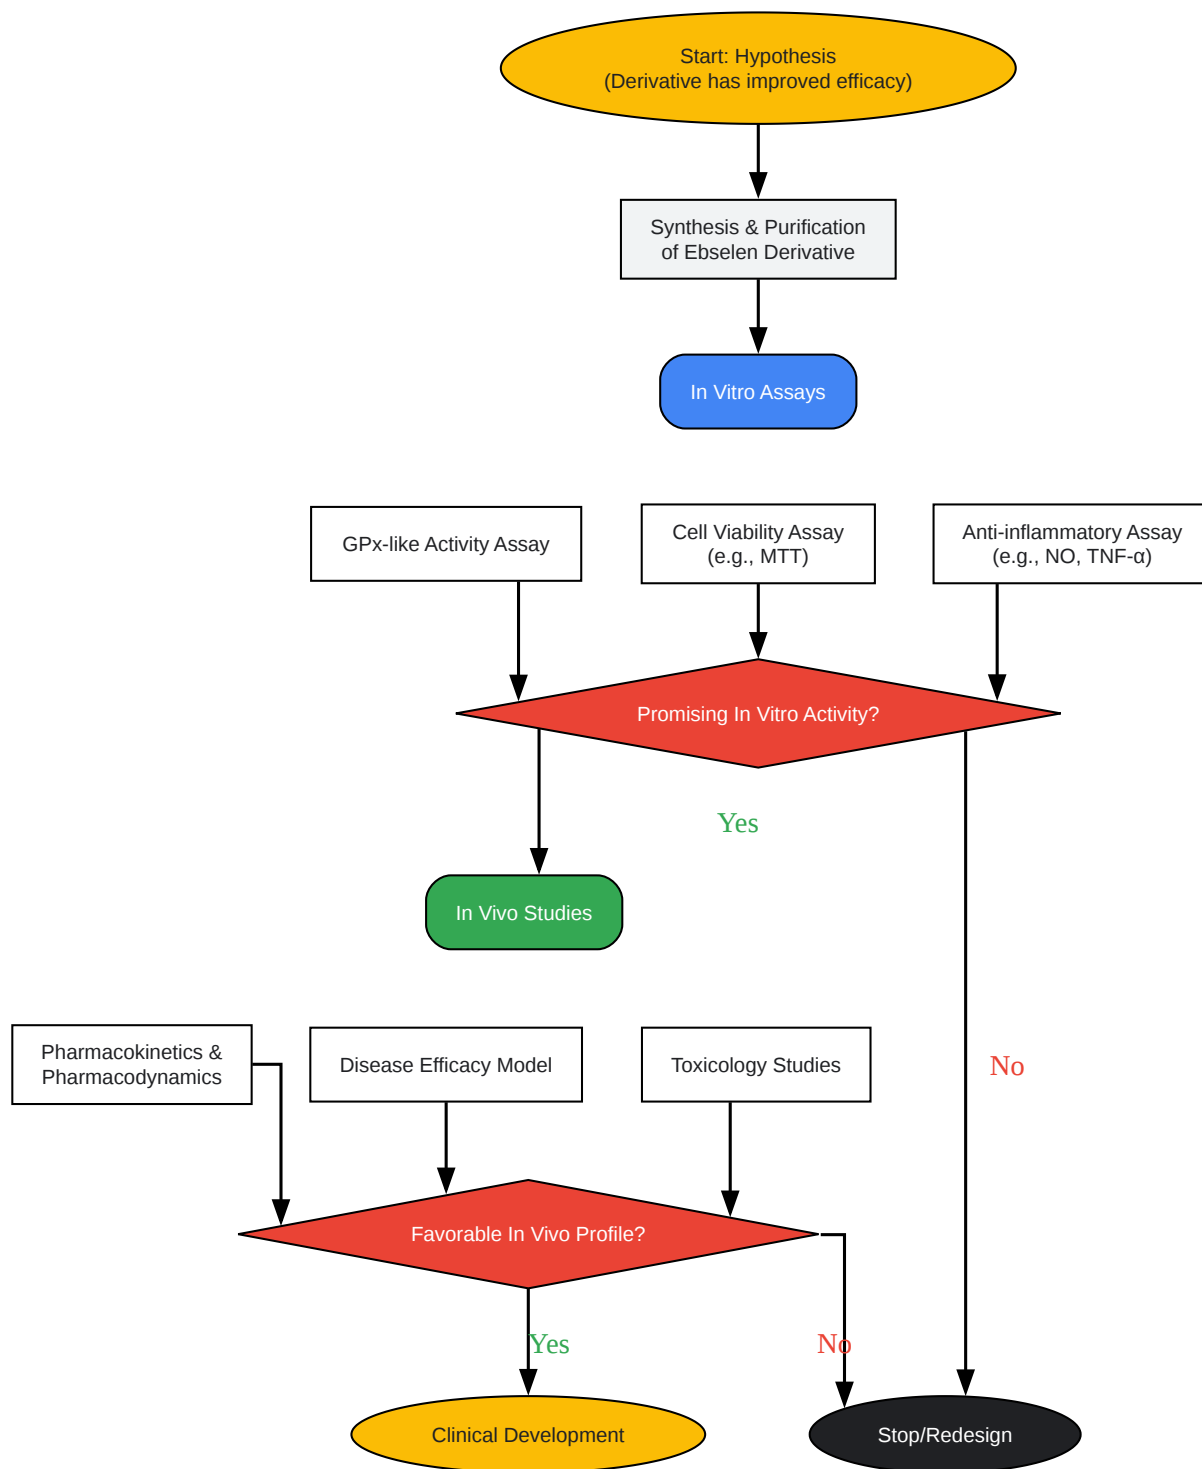 Start: Hypothesis
(Derivative has improved efficacy)
Synthesis & Purification
of Ebselen Derivative
In Vitro Assays
GPx-like Activity Assay
Cell Viability Assay
(e.g., MTT)
Anti-inflammatory Assay
(e.g., NO, TNF-α)
Promising In Vitro Activity?
Yes
In Vivo Studies
No
Pharmacokinetics &
Pharmacodynamics
Disease Efficacy Model
Toxicology Studies
Favorable In Vivo Profile?
Yes
No
Clinical Development
Stop/Redesign